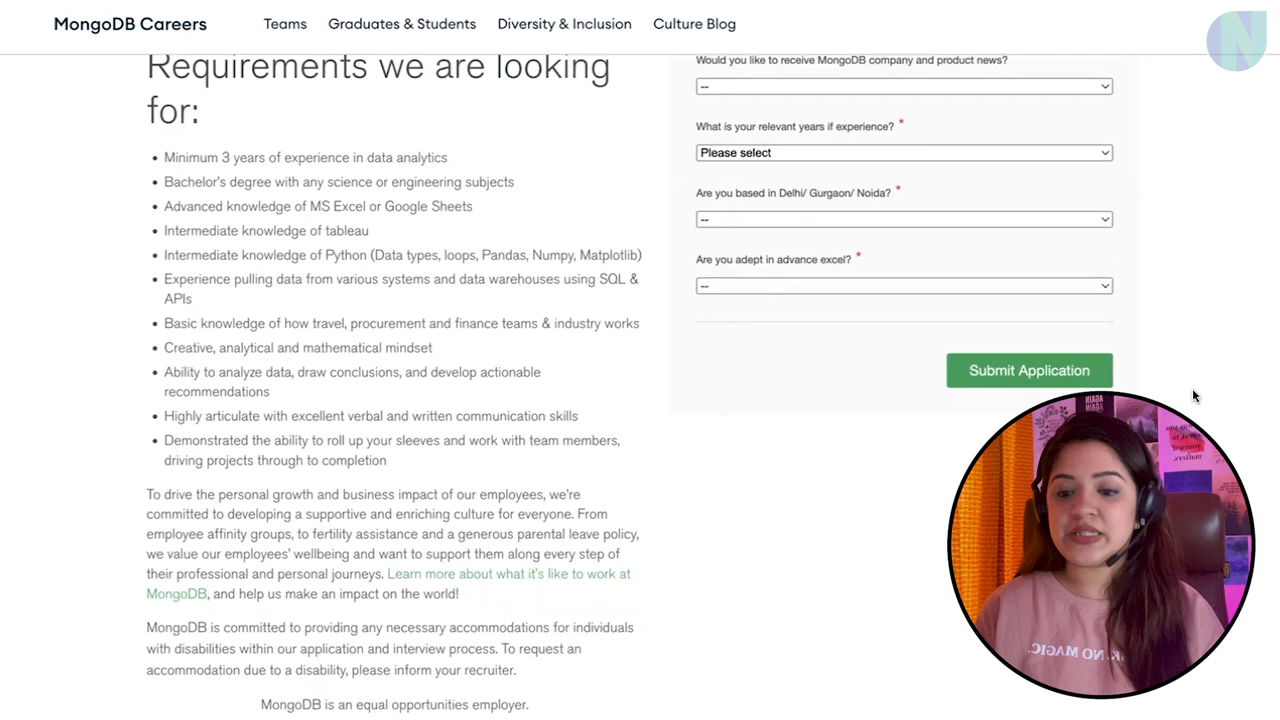 MongoDB Careers
Teams
Graduates & Students
Diversity & Inclusion
Culture Blog
N
Requirements we are looking
for:
• Minimum 3 years of experience in data analytics
• Bachelor's degree with any science or engineering subjects
• Advanced knowledge of MS Excel or Google Sheets
• Intermediate knowledge of tableau
• Intermediate knowledge of Python (Data types, loops, Pandas, Numpy, Matplotlib)
• Experience pulling data from various systems and data warehouses using SQL &
APIs
• Basic knowledge of how travel, procurement and finance teams & industry works
• Creative, analytical and mathematical mindset
• Ability to analyze data, draw conclusions, and develop actionable
recommendations
• Highly articulate with excellent verbal and written communication skills
• Demonstrated the ability to roll up your sleeves and work with team members,
driving projects through to completion
To drive the personal growth and business impact of our employees, we're
committed to developing a supportive and enriching culture for everyone. From
employee affinity groups, to fertility assistance and a generous parental leave policy,
we value our employees' wellbeing and want to support them along every step of
their professional and personal journeys. Learn more about what it's like to work at
MongoDB, and help us make an impact on the world!
MongoDB is committed to providing any necessary accommodations for individuals
with disabilities within our application and interview process. To request an
accommodation due to a disability, please inform your recruiter.
MongoDB is an equal opportunities employer.
Would you like to receive MongoDB company and product news?
--
What is your relevant years if experience? *
Please select
Are you based in Delhi/ Gurgaon/ Noida? *
--
Are you adept in advance excel? *
--
Submit Application
NO MAGIC.